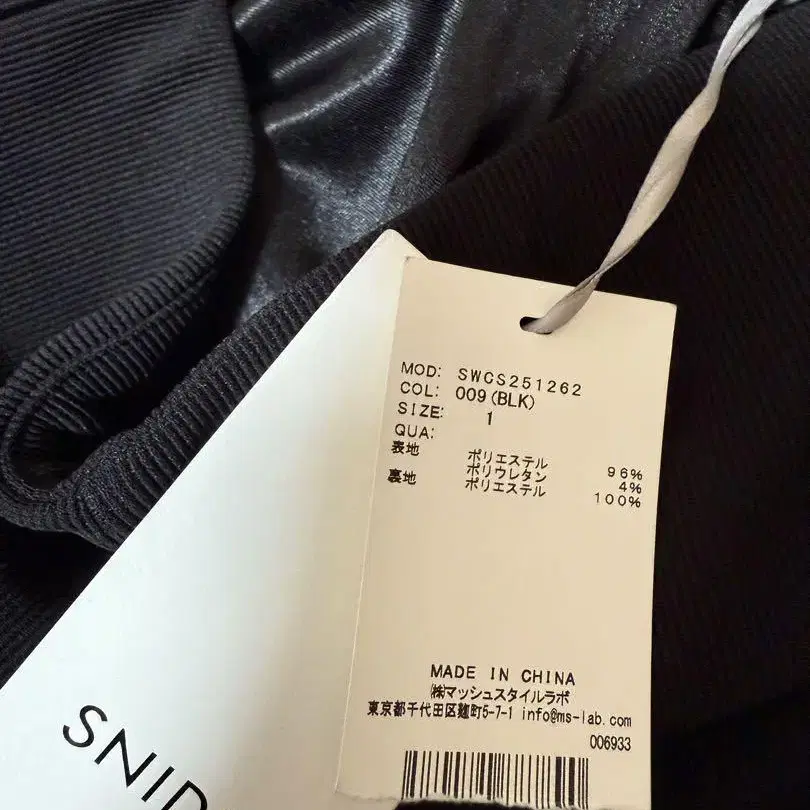 MOD: SWCS251262
COL: 009(BLK)
SIZE: 1
QUA:
表地 ポリエステル 96%
ポリウレタン 4%
裏地 ポリエステル 100%
MADE IN CHINA
㈱マッシュスタイルラボ
東京都千代田区麹町5-7-1 info@ms-lab.com
006933
SNID